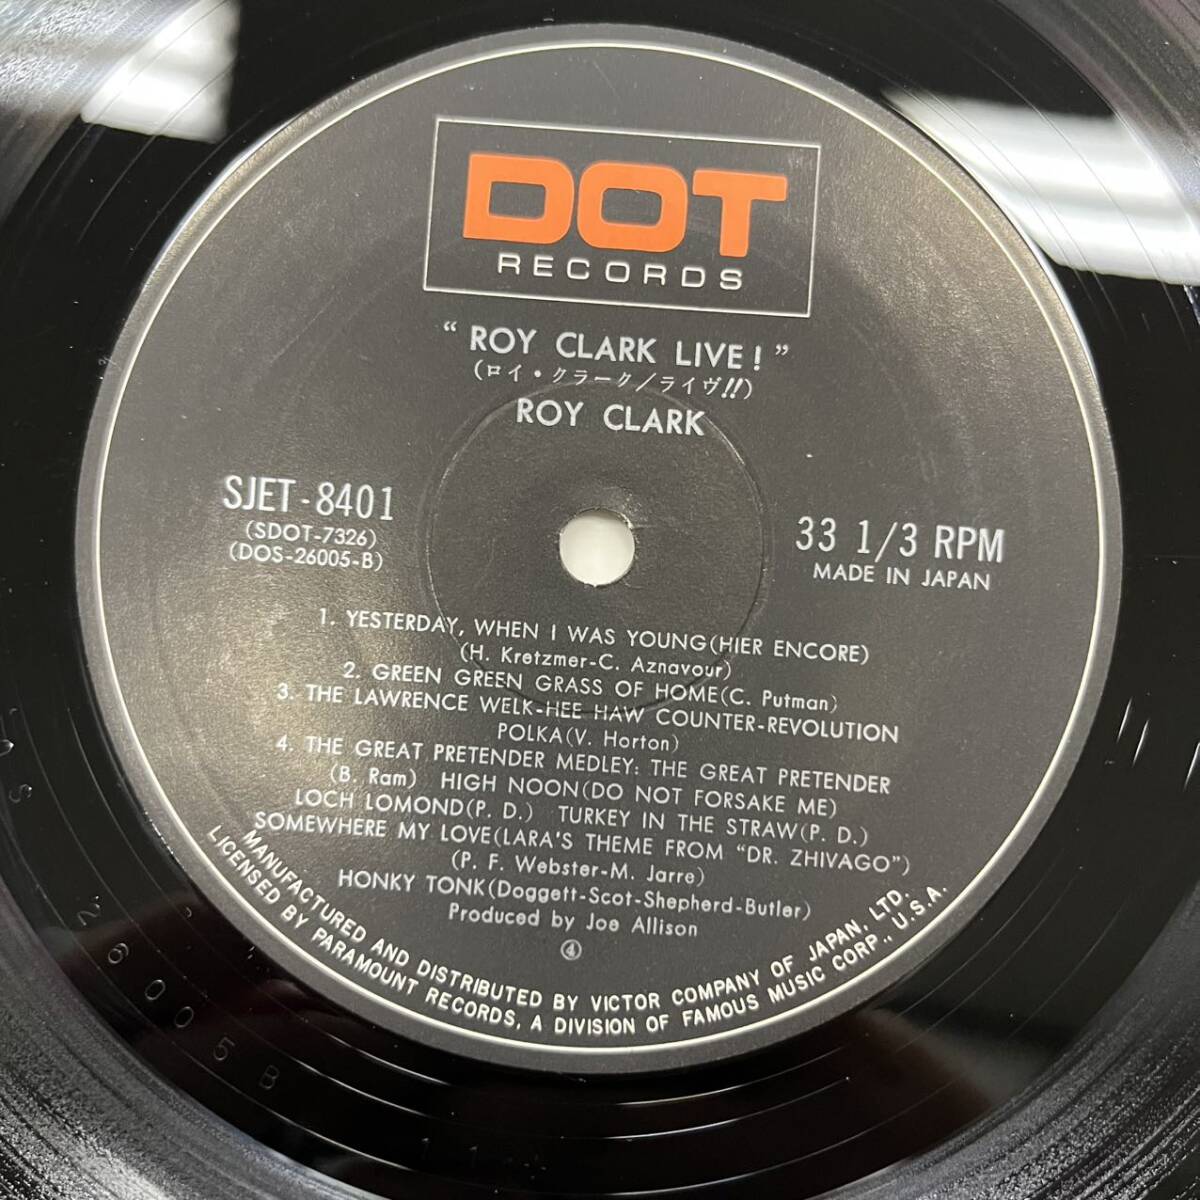 DOT
RECORDS
“ROY CLARK LIVE!”
(ロイ・クラーク/ライヴ!!)
ROY CLARK
SJET-8401
(SDOT-7326)
(DOS-26005-B)
33 1/3 RPM
MADE IN JAPAN
1. YESTERDAY, WHEN I WAS YOUNG(HIER ENCORE)
(H. Kretzmer-C. Aznavour)
2. GREEN GREEN GRASS OF HOME(C. Putman)
3. THE LAWRENCE WELK-HEE HAW COUNTER-REVOLUTION
POLKA(V. Horton)
4. THE GREAT PRETENDER MEDLEY: THE GREAT PRETENDER
(B. Ram) HIGH NOON(DO NOT FORSAKE ME)
LOCH LOMOND(P. D.) TURKEY IN THE STRAW(P. D.)
SOMEWHERE MY LOVE(LARA'S THEME FROM “DR. ZHIVAGO”)
(P. F. Webster-M. Jarre)
HONKY TONK(Doggett-Scot-Shepherd-Butler)
Produced by Joe Allison
④
MANUFACTURED AND DISTRIBUTED BY VICTOR COMPANY OF JAPAN, LTD.
LICENSED BY PARAMOUNT RECORDS, A DIVISION OF FAMOUS MUSIC CORP., U.S.A.
26005B